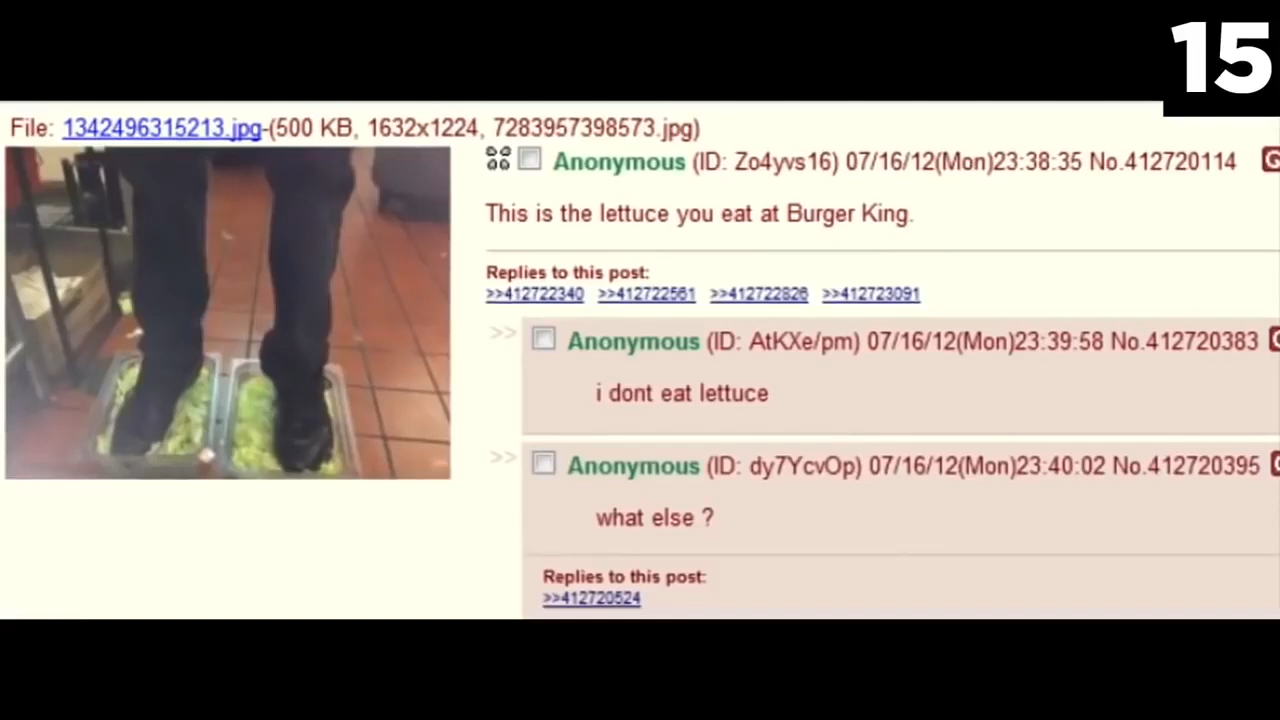 15
File: 1342496315213.jpg-(500 KB, 1632x1224, 7283957398573.jpg)
Anonymous (ID: Zo4yvs16) 07/16/12(Mon)23:38:35 No.412720114
This is the lettuce you eat at Burger King.
Replies to this post:
>>412722340 >>412722561 >>412722826 >>412723091
>> Anonymous (ID: AtKXe/pm) 07/16/12(Mon)23:39:58 No.412720383
i dont eat lettuce
>> Anonymous (ID: dy7YcvOp) 07/16/12(Mon)23:40:02 No.412720395
what else ?
Replies to this post:
>>412720524